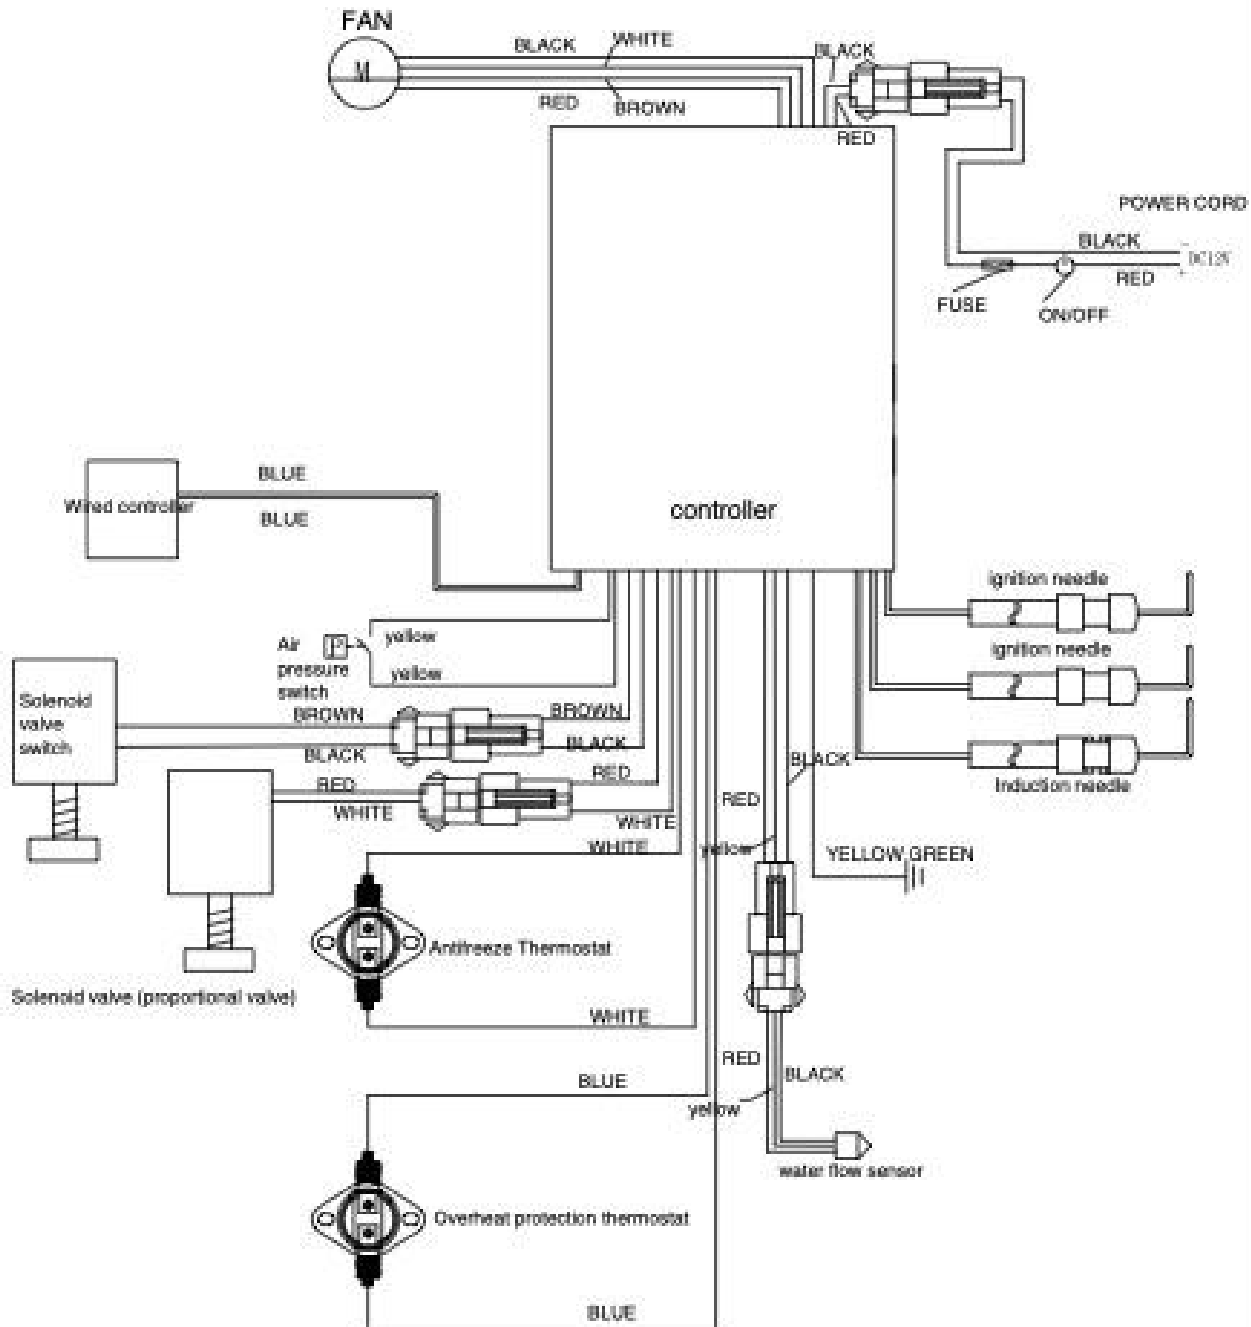 FAN
BLACK
WHITE
BLACK
M
RED
BROWN
RED
POWER CORD
BLACK
DC12V
RED
FUSE
ON/OFF
BLUE
Wired controller
BLUE
controller
ignition needle
Air
pressure
switch
P
yellow
yellow
ignition needle
Solenoid
valve
switch
BROWN
BROWN
BLACK
BLACK
BLACK
RED
RED
RED
Induction needle
WHITE
WHITE
WHITE
yellow
YELLOW GREEN
Antifreeze Thermostat
Solenoid valve (proportional valve)
WHITE
RED
BLACK
BLUE
yellow
water flow sensor
Overheat protection thermostat
BLUE